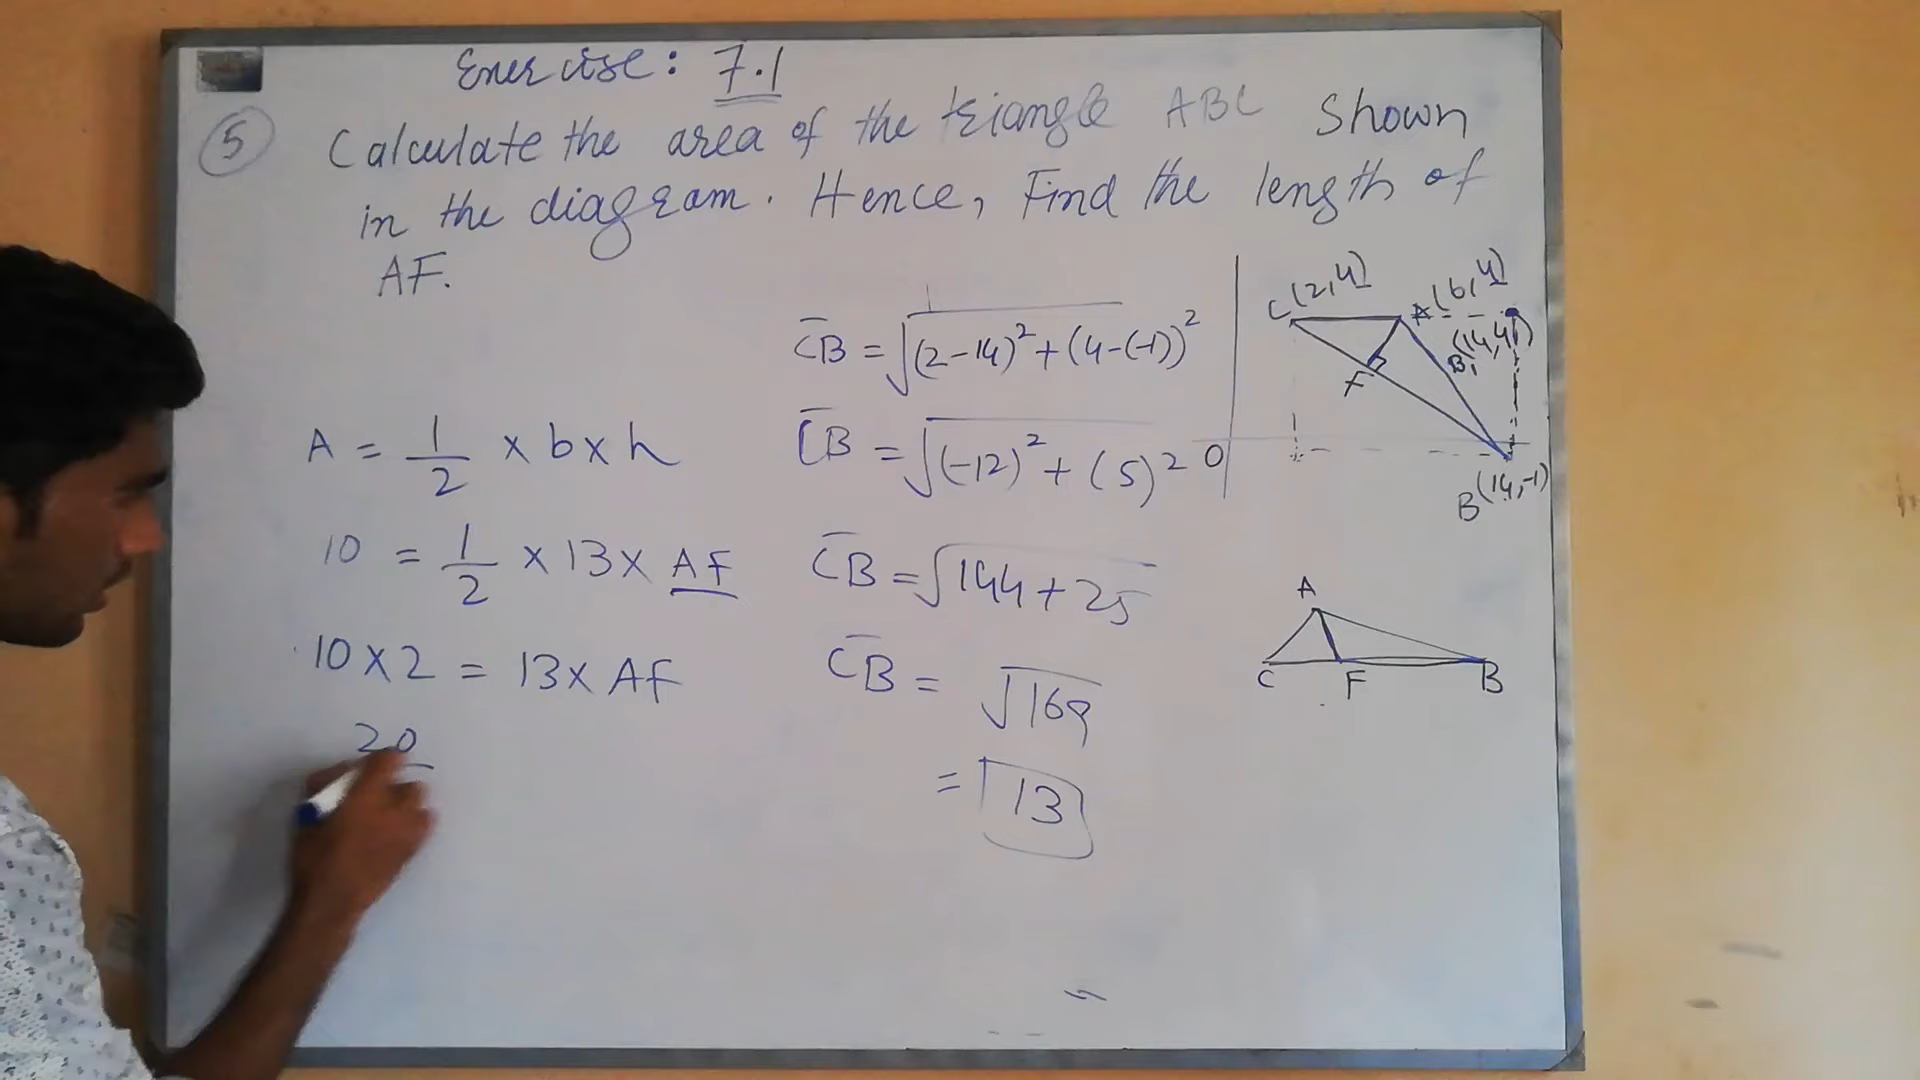 Exercise: 7.1
5 Calculate the area of the triangle ABC Shown
in the diagram. Hence, Find the length of
AF.
A = 1/2 × b × h
10 = 1/2 × 13 × AF
10 × 2 = 13 × AF
20
CB = √(2-14)² + (4-(-1))²
CB = √(-12)² + (5)²
CB = √144 + 25
CB = √169
= 13
C(2,4) A(6,4)
B,(14,4)
F
O
B(14,-1)
A
C F B